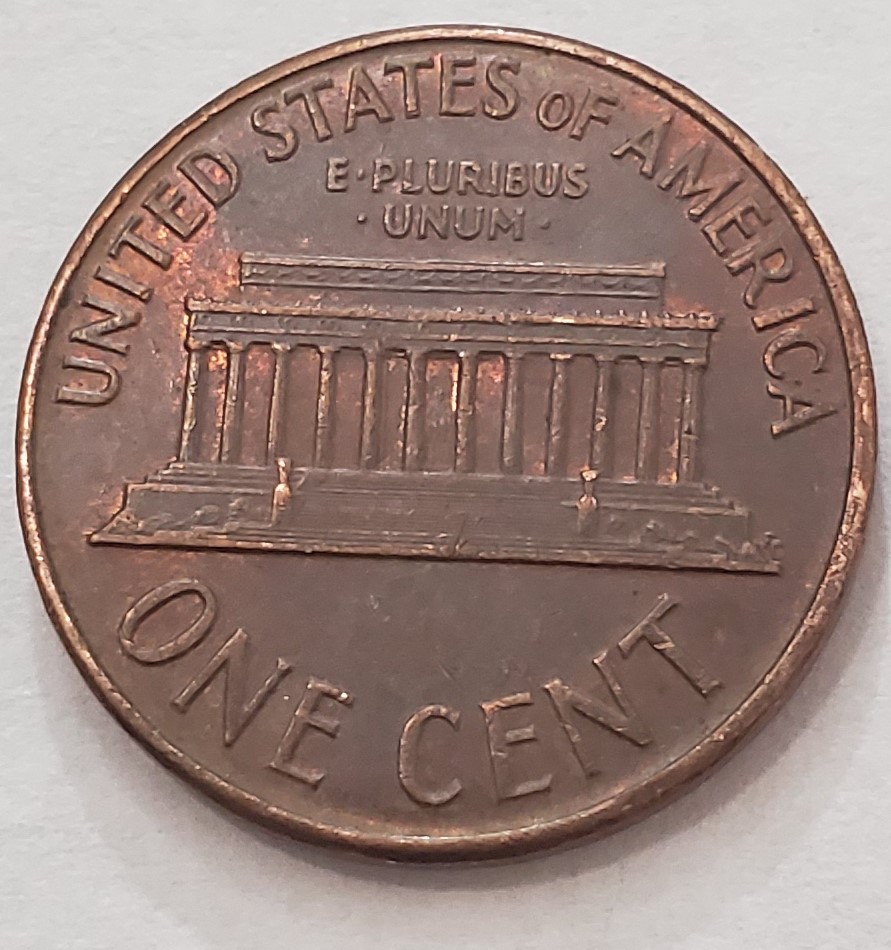 UNITED STATES OF AMERICA
E·PLURIBUS
·UNUM·
ONE CENT